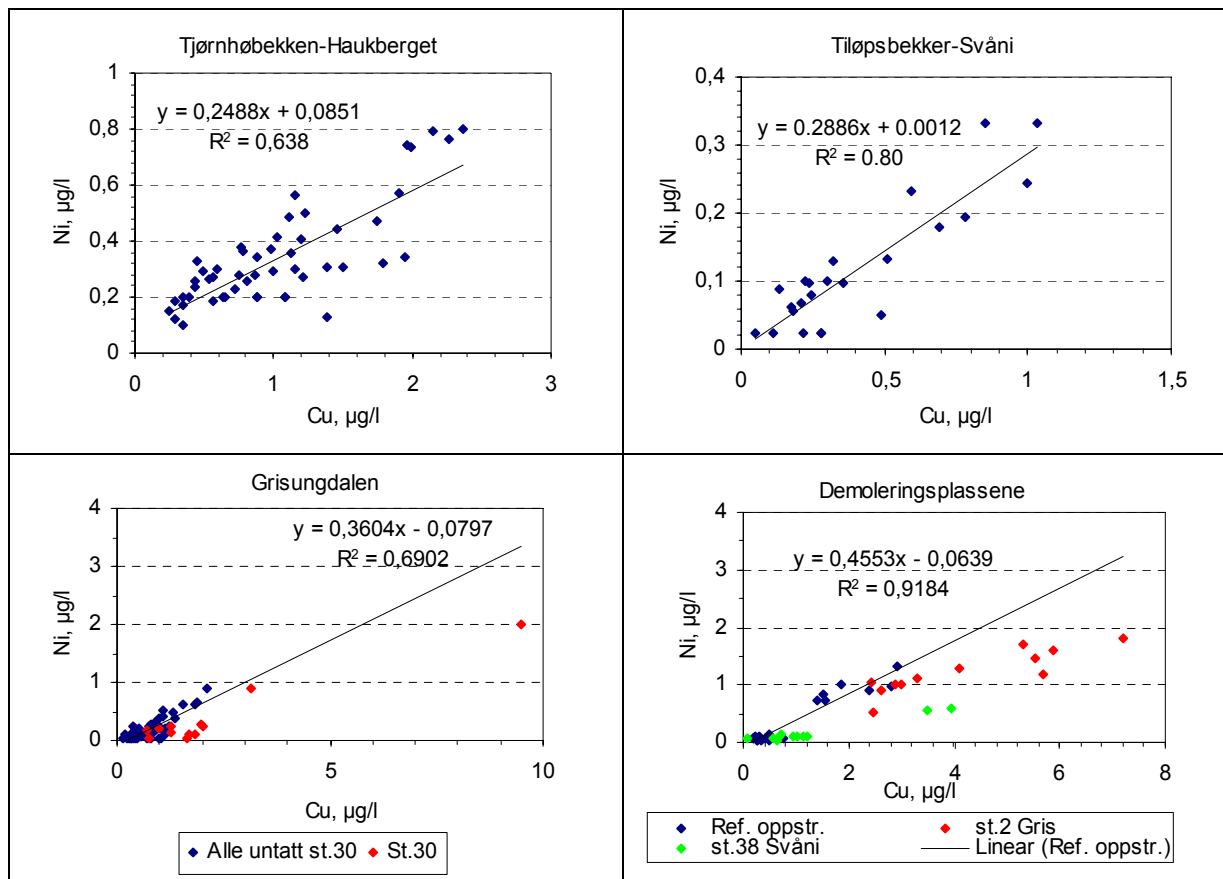 Tjørnhøbekken-Haukberget
y = 0,2488x + 0,0851
R² = 0,638
Ni, µg/l
1
0,8
0,6
0,4
0,2
0
0 1 2 3
Cu, µg/l
Tiløpsbekker-Svåni
y = 0.2886x + 0.0012
R² = 0.80
Ni, µg/l
0,4
0,3
0,2
0,1
0
0 0,5 1 1,5
Cu, µg/l
Grisungdalen
y = 0,3604x - 0,0797
R² = 0,6902
Ni, µg/l
4
3
2
1
0
0 5 10
Cu, µg/l
Alle untatt st.30 St.30
Demoleringsplassene
y = 0,4553x - 0,0639
R² = 0,9184
Ni, µg/l
4
3
2
1
0
0 2 4 6 8
Cu, µg/l
Ref. oppstr. st.2 Gris
st.38 Svåni Linear (Ref. oppstr.)